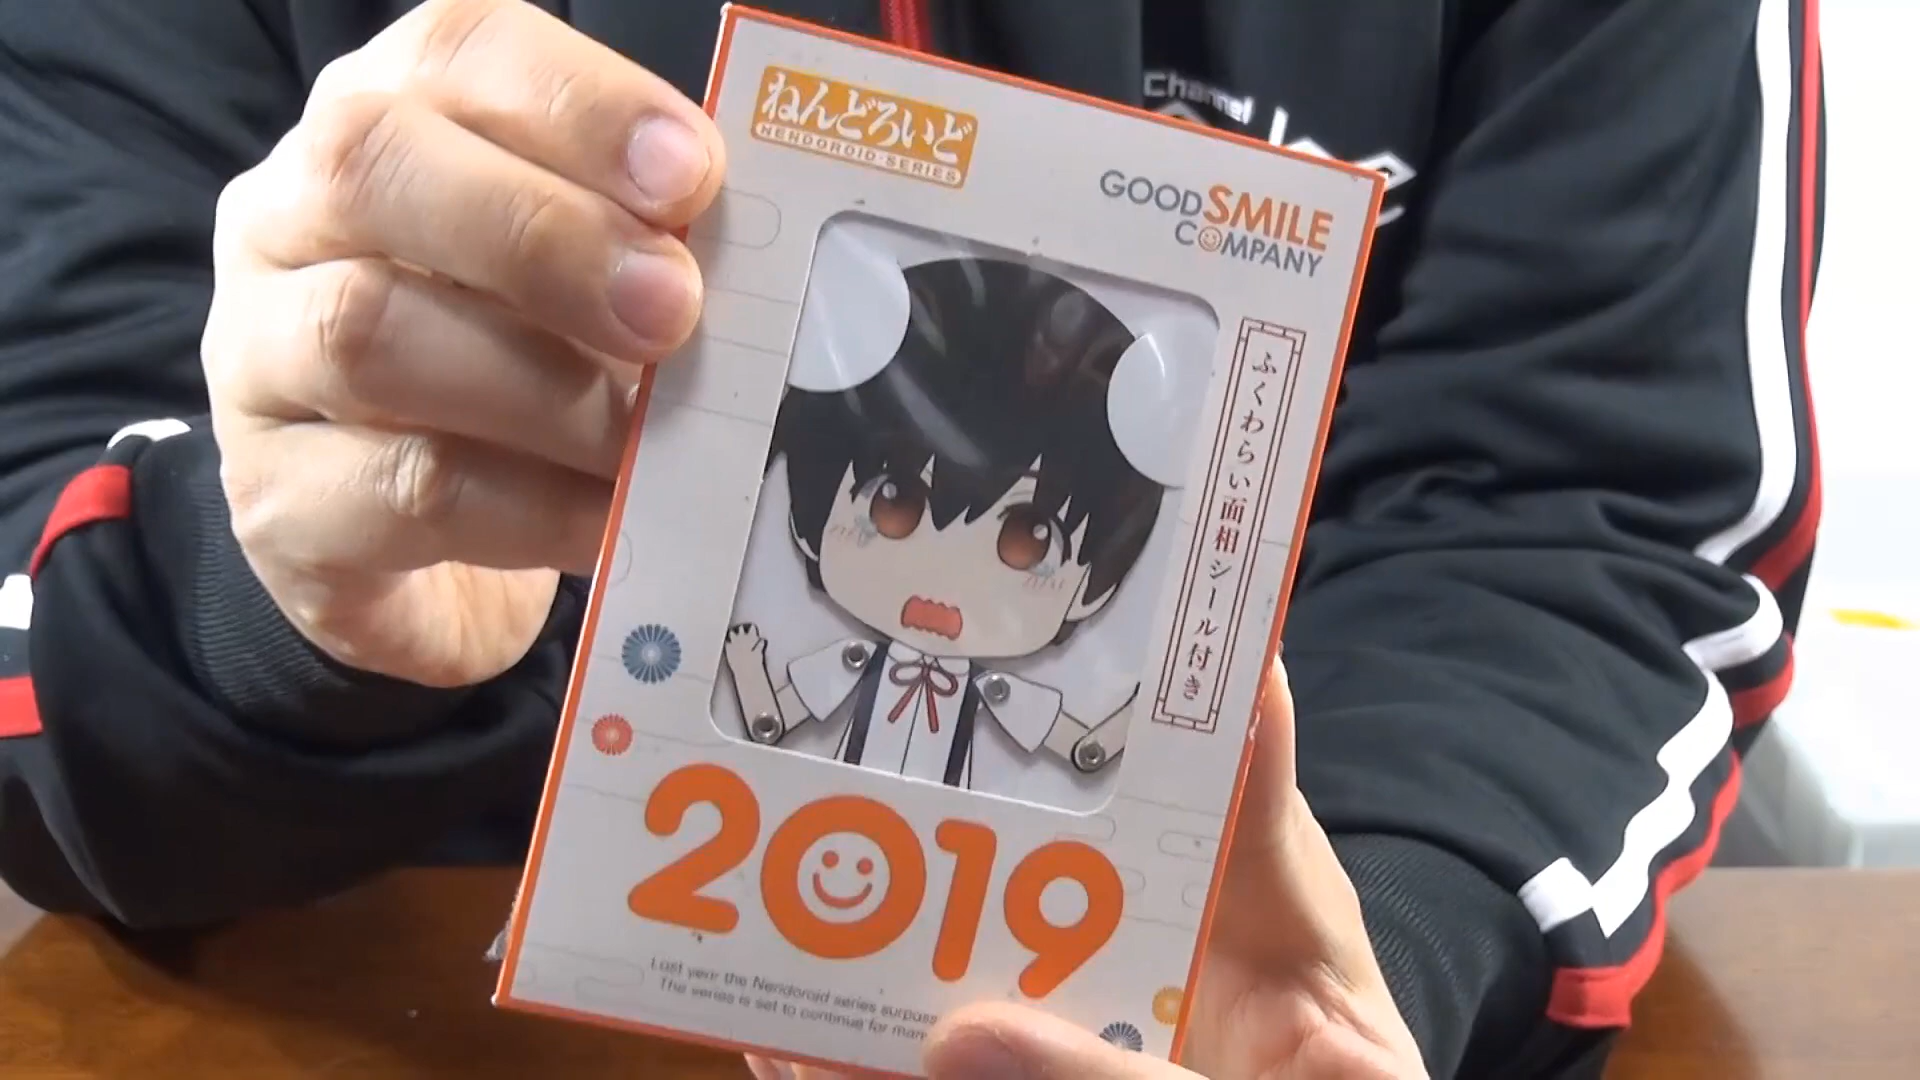 ねんどろいど
NENDOROID-SERIES
GOOD SMILE
COMPANY
Channel
ふくわらい面相シール付き
2019
Last year the Nendoroid series surpass
The series is set to continue for man